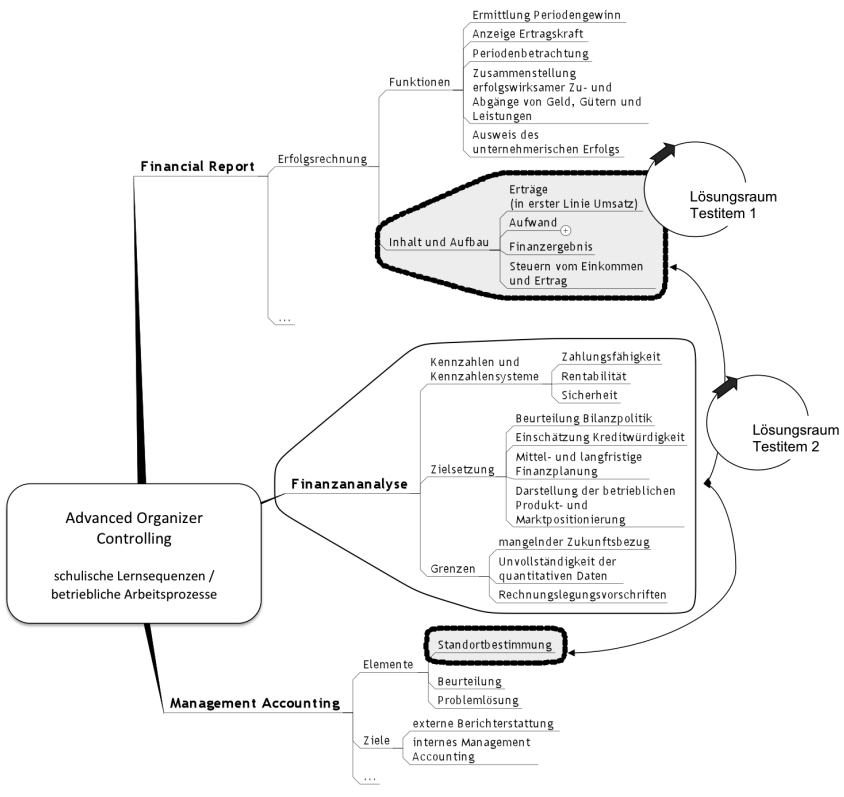 Ermittlung Periodengewinn
Anzeige Ertragskraft
Periodenbetrachtung
Funktionen
Zusammenstellung
erfolgswirksamer Zu- und
Abgänge von Geld, Gütern und
Leistungen
Ausweis des
unternehmerischen Erfolgs
Financial Report
Erfolgsrechnung
Erträge
(in erster Linie Umsatz)
Aufwand
Inhalt und Aufbau
Finanzergebnis
Steuern vom Einkommen
und Ertrag
Lösungsraum
Testitem 1
...
Kennzahlen und
Kennzahlensysteme
Zahlungsfähigkeit
Rentabilität
Sicherheit
Lösungsraum
Testitem 2
Beurteilung Bilanzpolitik
Einschätzung Kreditwürdigkeit
Zielsetzung
Mittel- und langfristige
Finanzplanung
Darstellung der betrieblichen
Produkt- und
Marktpositionierung
Finanzananalyse
mangelnder Zukunftsbezug
Grenzen
Unvollständigkeit der
quantitativen Daten
Rechnungslegungsvorschriften
Advanced Organizer
Controlling
schulische Lernsequenzen /
betriebliche Arbeitsprozesse
Standortbestimmung
Elemente
Beurteilung
Problemlösung
Management Accounting
externe Berichterstattung
Ziele
internes Management
Accounting
...